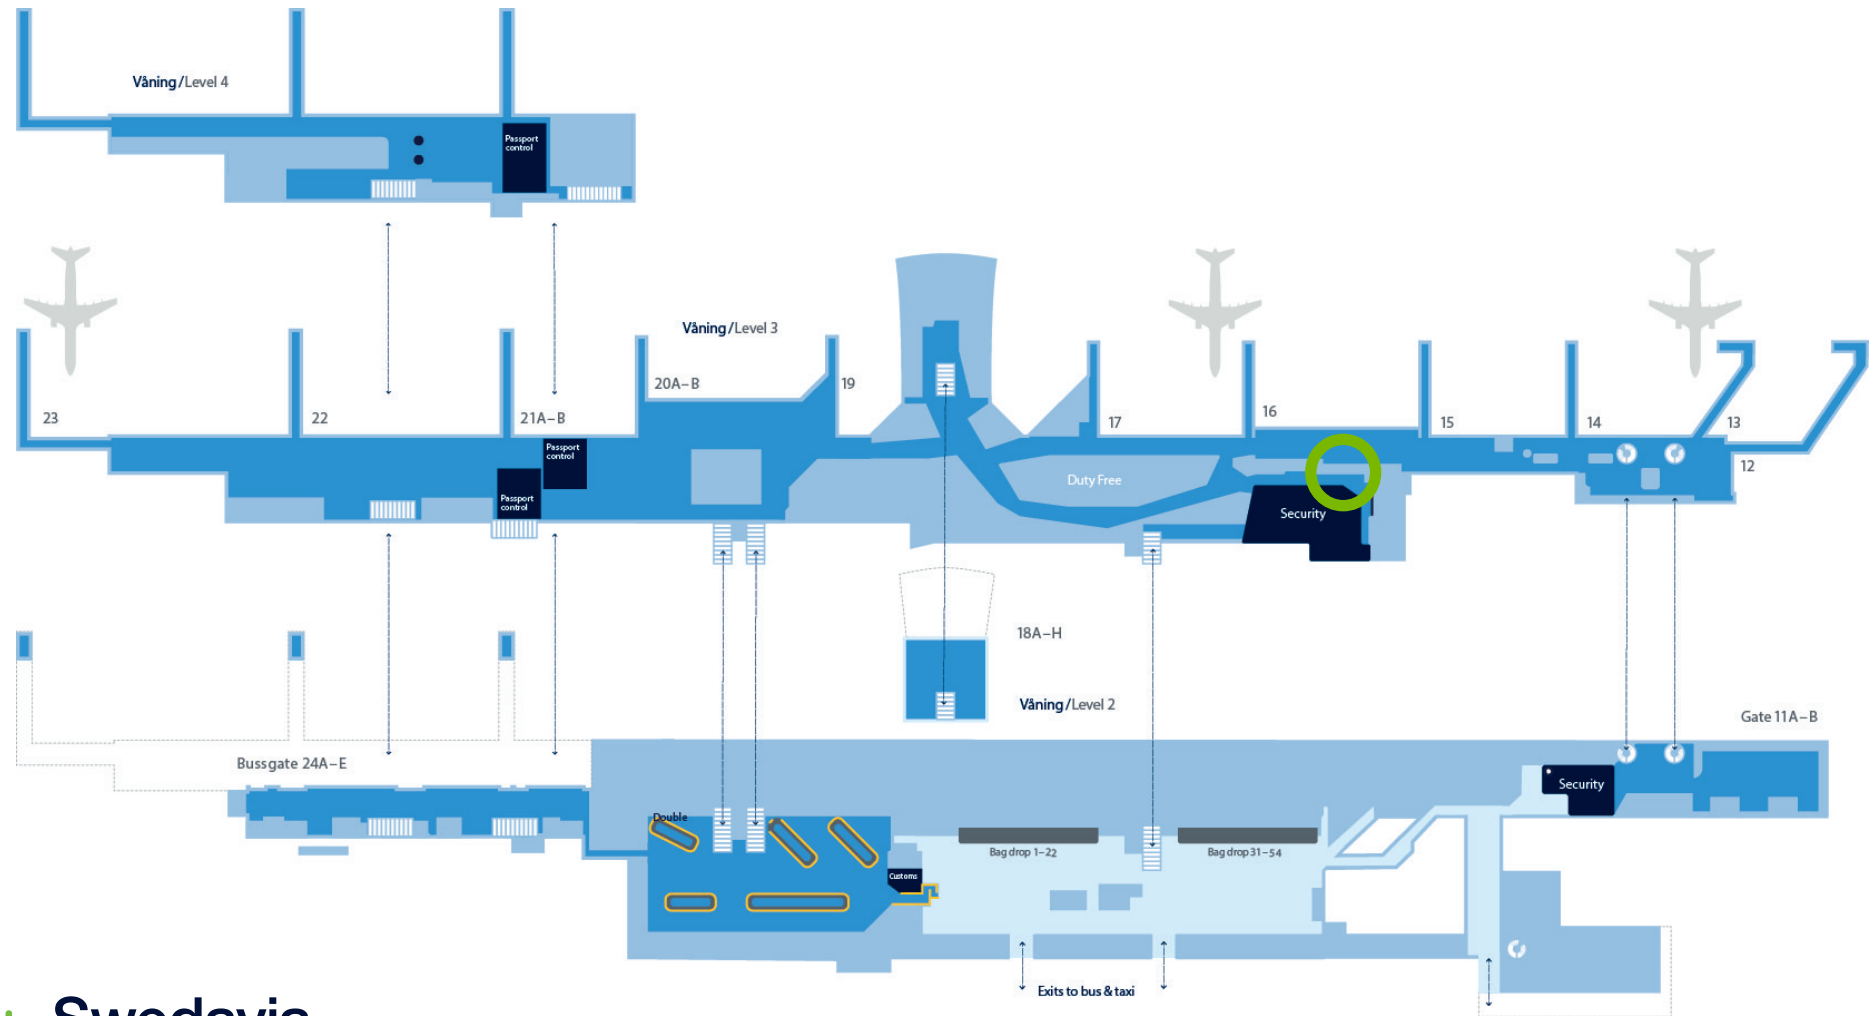 Våning/Level 4
Passport
control
Våning/Level 3
20A–B
19
23
22
21A–B
17
16
15
14
13
12
Passport
control
Passport
control
Duty Free
Security
18A–H
Våning/Level 2
Gate 11A–B
Bussgate 24A–E
Security
Double
Bag drop 1–22
Bag drop 31–54
Customs
Exits to bus & taxi
Swedavia